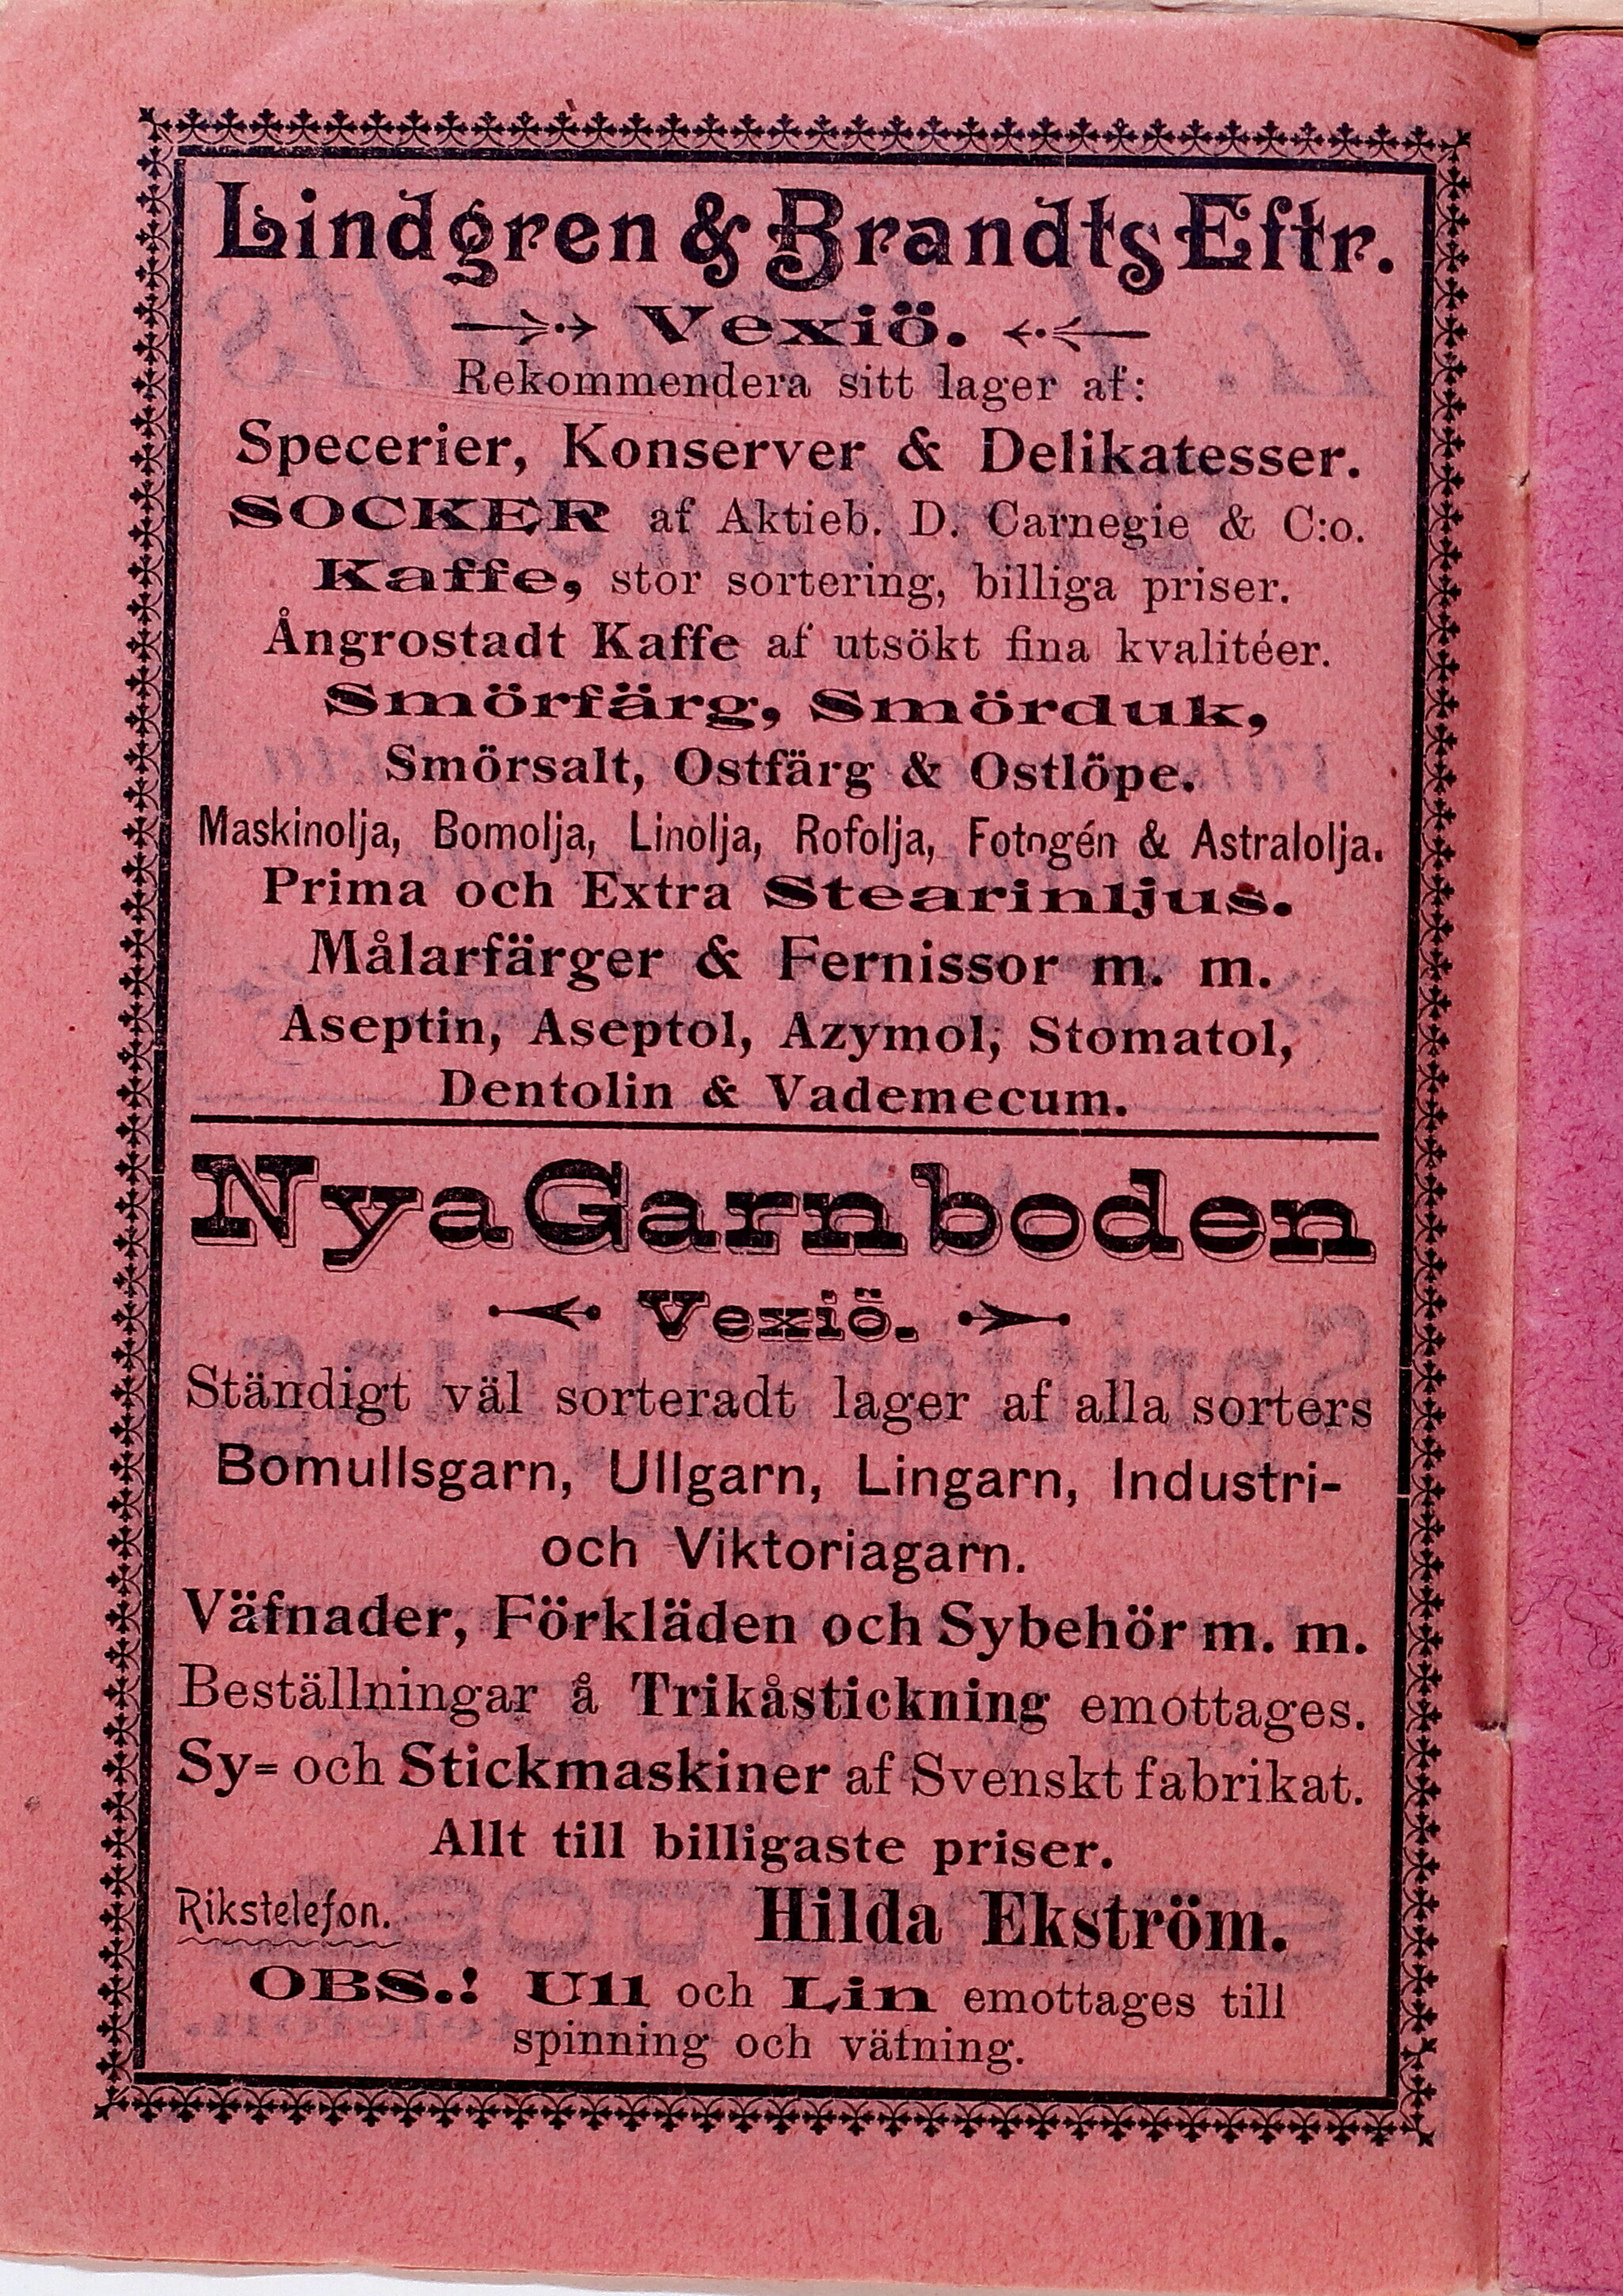 Lindgren & Brandts Eftr.
Vexiö.
Rekommendera sitt lager af:
Specerier, Konserver & Delikatesser.
SOCKER af Aktieb. D. Carnegie & C:o.
Kaffe, stor sortering, billiga priser.
Ångrostadt Kaffe af utsökt fina kvalitéer.
Smörfärg, Smörduk,
Smörsalt, Ostfärg & Ostlöpe.
Maskinolja, Bomolja, Linolja, Rofolja, Fotogén & Astralolja.
Prima och Extra Stearinljus.
Målarfärger & Fernissor m. m.
Aseptin, Aseptol, Azymol, Stomatol,
Dentolin & Vademecum.
Nya Garnboden
Vexiö.
Ständigt väl sorteradt lager af alla sorters
Bomullsgarn, Ullgarn, Lingarn, Industri-
och Viktoriagarn.
Väfnader, Förkläden och Sybehör m. m.
Beställningar å Trikåstickning emottages.
Sy- och Stickmaskiner af Svenskt fabrikat.
Allt till billigaste priser.
Rikstelefon. Hilda Ekström.
OBS.! Ull och Lin emottages till
spinning och väfning.